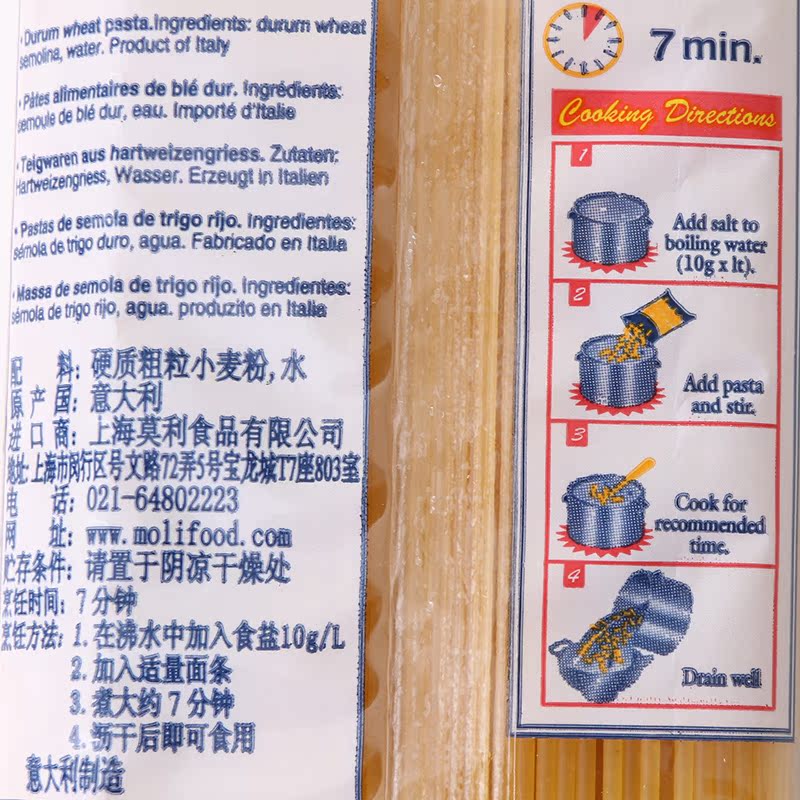 • Durum wheat pasta.Ingredients: durum wheat
semolina, water. Product of Italy
• Pâtes alimentaires de blé dur. Ingrédients:
semoule de blé dur, eau. Importé d'Italie
• Teigwaren aus hartweizengriess. Zutaten:
Hartweizengriess, Wasser. Erzeugt in Italien
• Pastas de semola de trigo rijo. Ingredientes:
sémola de trigo duro, agua. Fabricado en Italia
• Massa de semola de trigo rijo. Ingredientes:
sémola de trigo rijo, agua. produzito en Italia
配 料: 硬质粗粒小麦粉,水
原 产 国: 意大利
进 口 商: 上海莫利食品有限公司
地址: 上海市闵行区号文路72弄5号宝龙城T7座803室
电 话: 021-64802223
网 址: www.molifood.com
贮存条件: 请置于阴凉干燥处
烹饪时间: 7分钟
烹饪方法: 1.在沸水中加入食盐10g/L
2.加入适量面条
3.煮大约7分钟
4.沥干后即可食用
意大利制造
7 min.
Cooking Directions
1
Add salt to
boiling water
(10g x lt).
2
Add pasta
and stir.
3
Cook for
recommended
time.
4
Drain well